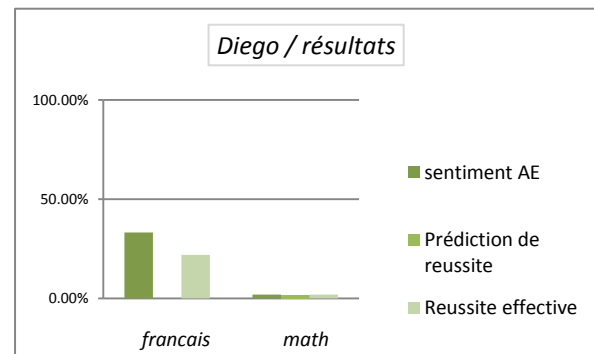 Diego / résultats
100.00%
50.00%
0.00%
francais
math
sentiment AE
Prédiction de
reussite
Reussite effective